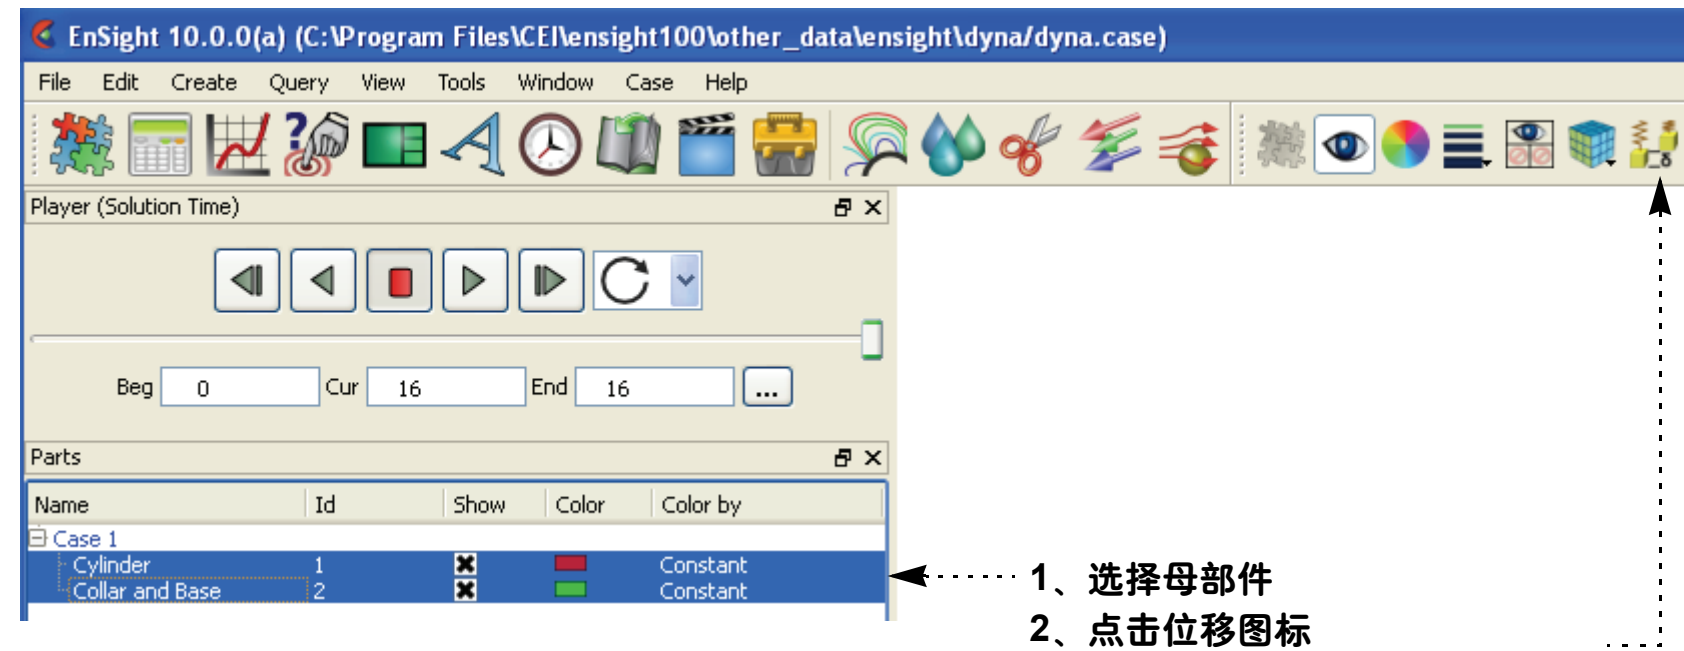 EnSight 10.0.0(a) (C:\Program Files\CEI\ensight100\other_data\ensight\dyna/dyna.case)
File Edit Create Query View Tools Window Case Help
Player (Solution Time)
Beg 0 Cur 16 End 16 ...
Parts
Name Id Show Color Color by
Case 1
Cylinder 1 Constant
Collar and Base 2 Constant
1、选择母部件
2、点击位移图标